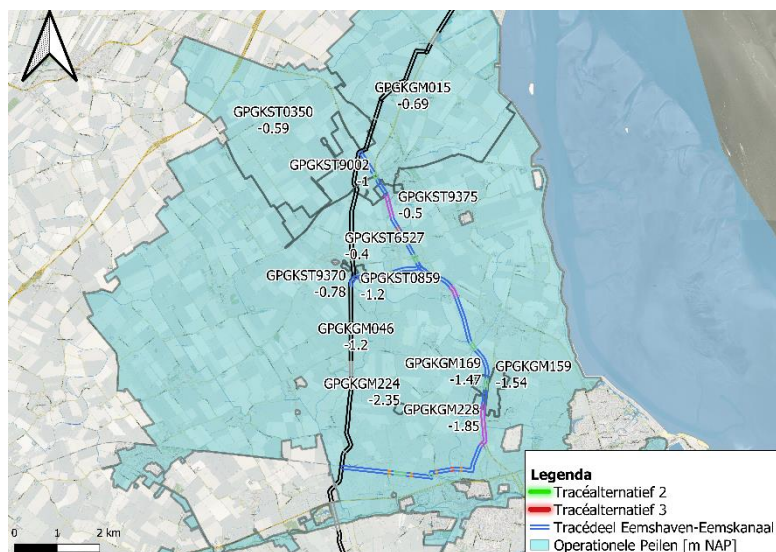 GPGKGM015
-0.69
GPGKST0350
-0.59
GPGKST9002
-1
GPGKST9375
-0.5
GPGKST6527
-0.4
GPGKST9370
-0.78
GPGKST0859
-1.2
GPGKGM046
-1.2
GPGKGM169
-1.47
GPGKGM159
-1.54
GPGKGM224
-2.35
GPGKGM228
-1.85
Legenda
Tracéalternatief 2
Tracéalternatief 3
Tracédeel Eemshaven-Eemskanaal
Operationele Peilen [m NAP]
0 1 2 km